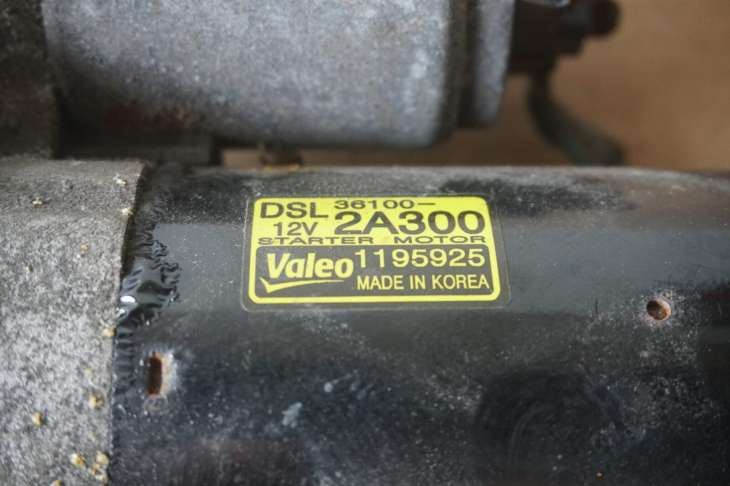 DSL 36100-
12V 2A300
STARTER MOTOR
Valeo 1195925
MADE IN KOREA